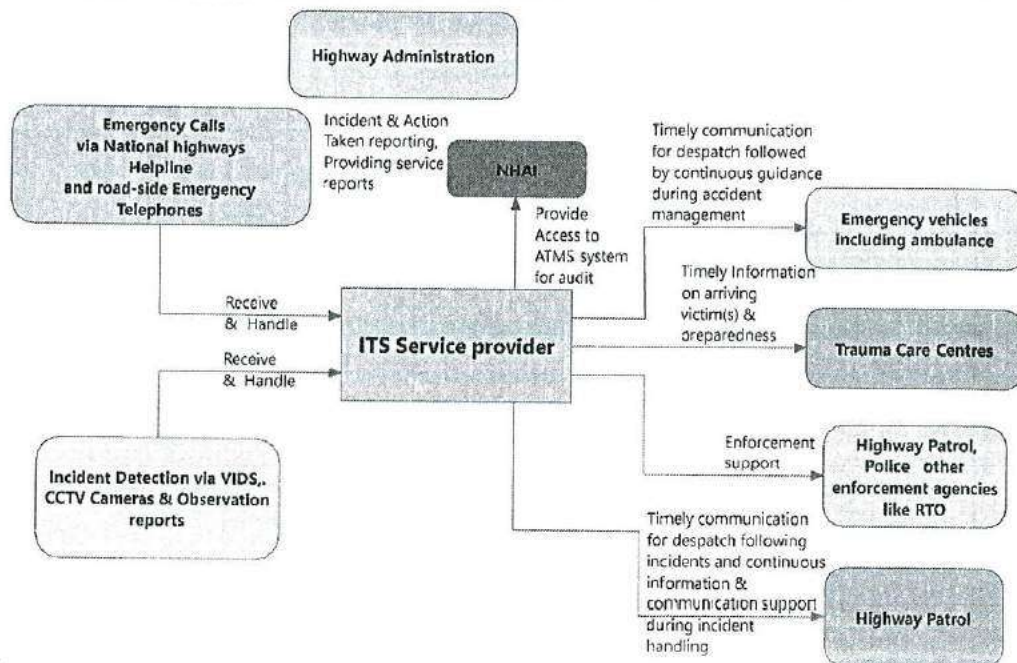 Highway Administration
Emergency Calls
via National highways
Helpline
and road-side Emergency
Telephones
Incident & Action
Taken reporting,
Providing service
reports
NHAI
Timely communication
for despatch followed
by continuous guidance
during accident
management
Emergency vehicles
including ambulance
Provide
Access to
ATMS system
for audit
Timely Information
on arriving
victim(s) &
preparedness
Receive
& Handle
ITS Service provider
Trauma Care Centres
Receive
& Handle
Incident Detection via VIDS,.
CCTV Cameras & Observation
reports
Enforcement
support
Highway Patrol,
Police other
enforcement agencies
like RTO
Timely communication
for despatch following
incidents and continuous
information &
communication support
during incident
handling
Highway Patrol